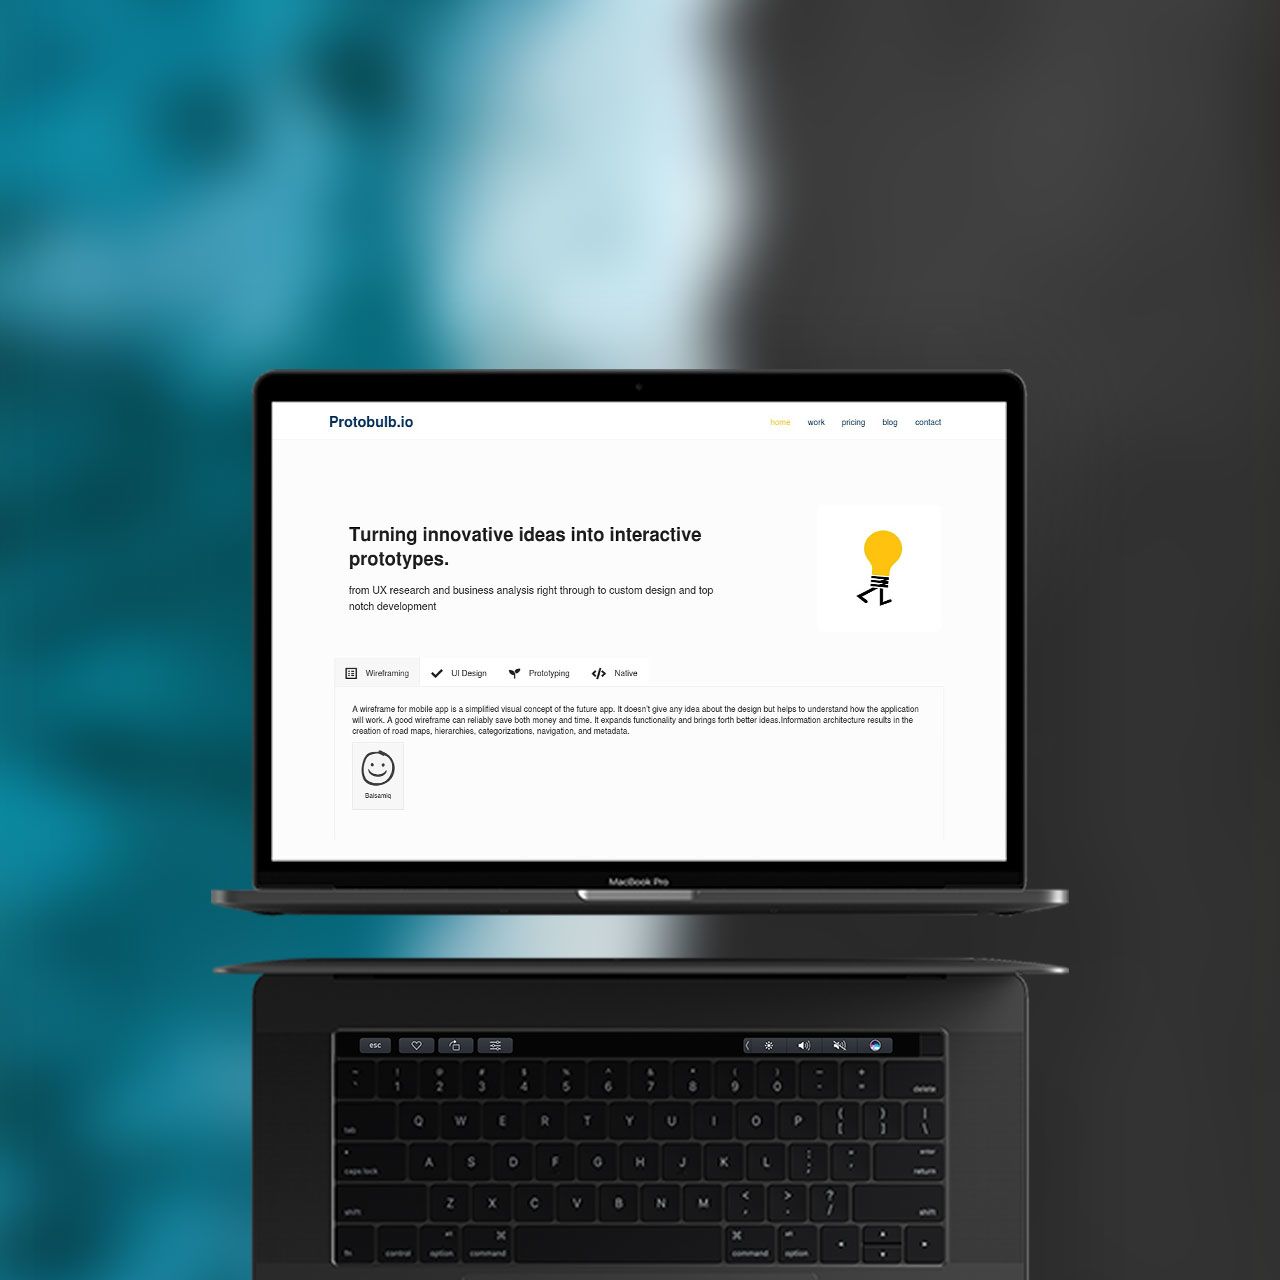 Protobulb.io
home work pricing blog contact
Turning innovative ideas into interactive
prototypes.
from UX research and business analysis right through to custom design and top
notch development
Wireframing UI Design Prototyping Native
A wireframe for mobile app is a simplified visual concept of the future app. It doesn't give any idea about the design but helps to understand how the application
will work. A good wireframe can reliably save both money and time. It expands functionality and brings forth better ideas.Information architecture results in the
creation of road maps, hierarchies, categorizations, navigation, and metadata.
Balsamiq
MacBook Pro
esc
~ ! @ # $ % ^ & * ( ) _ +
` 1 2 3 4 5 6 7 8 9 0 - = delete
tab Q W E R T Y U I O P { [ } ] | \
caps lock A S D F G H J K L : ; " ' enter return
shift Z X C V B N M < , > . ? / shift
fn control alt option ⌘ command ⌘ command alt option